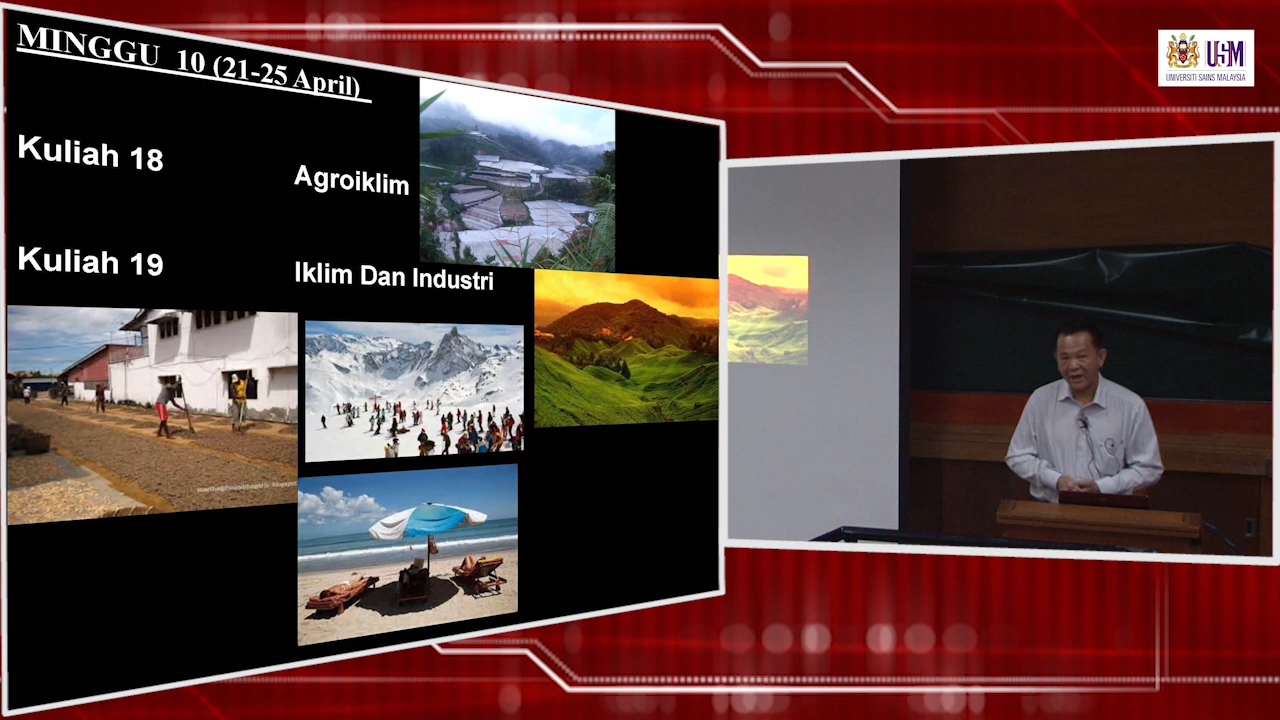 MINGGU 10 (21-25 April)
Kuliah 18
Agroiklim
Kuliah 19
Iklim Dan Industri
USM
UNIVERSITI SAINS MALAYSIA